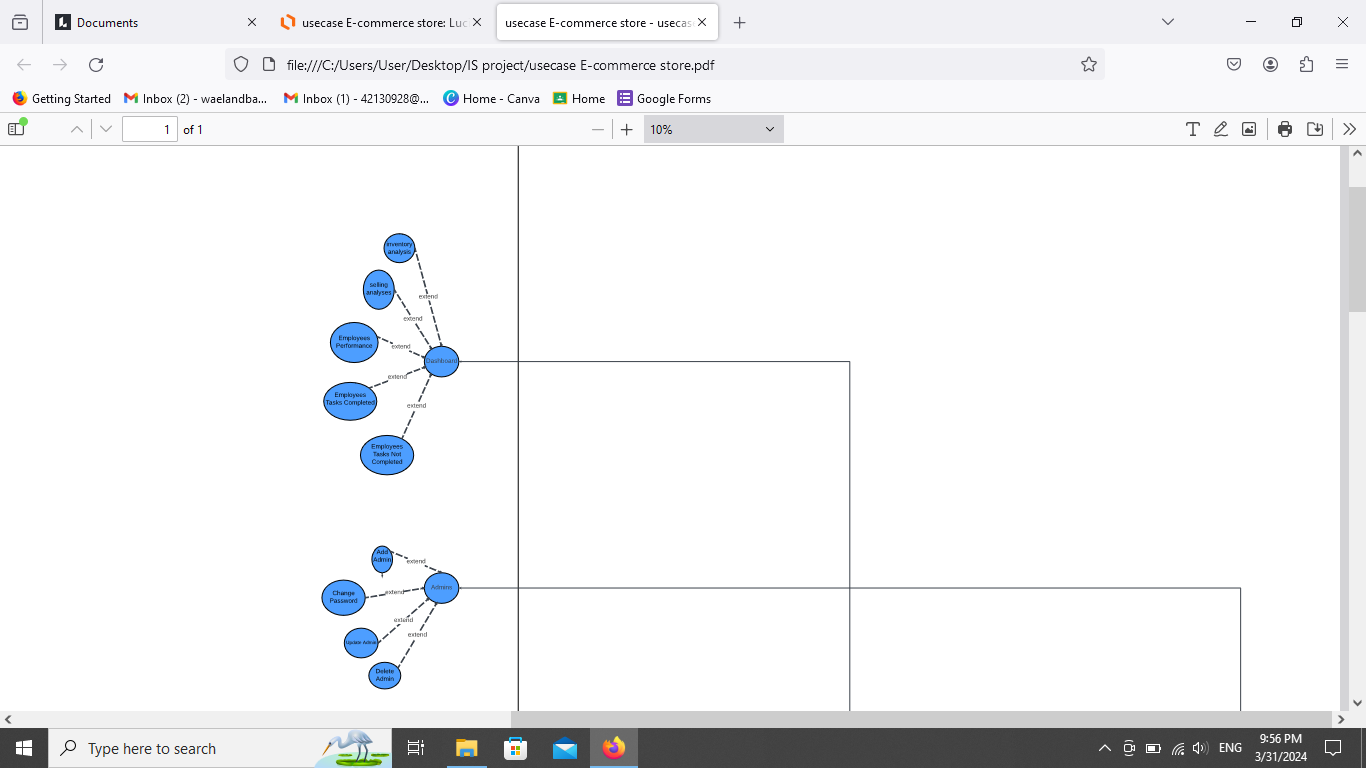 Documents
usecase E-commerce store: Luc
usecase E-commerce store - usecas
file:///C:/Users/User/Desktop/IS project/usecase E-commerce store.pdf
Getting Started
Inbox (2) - waelandba...
Inbox (1) - 42130928@...
Home - Canva
Home
Google Forms
1 of 1
10%
inventory
analysis
selling
analyses
extend
extend
Employees
Performance
extend
Dashboard
extend
Employees
Tasks Completed
extend
Employees
Tasks Not
Completed
Add
Admin
extend
Admins
Change
Password
extend
extend
extend
Update Admin
Delete
Admin
Type here to search
ENG
9:56 PM
3/31/2024